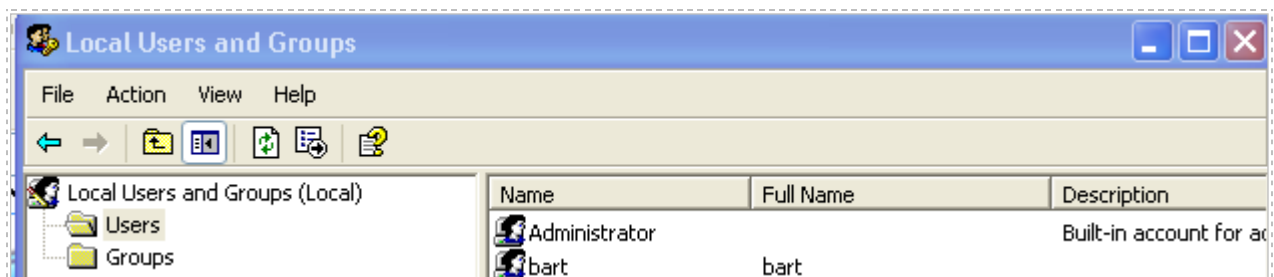 Local Users and Groups
File Action View Help
Local Users and Groups (Local)
Users
Groups
Name Full Name Description
Administrator Built-in account for
bart bart